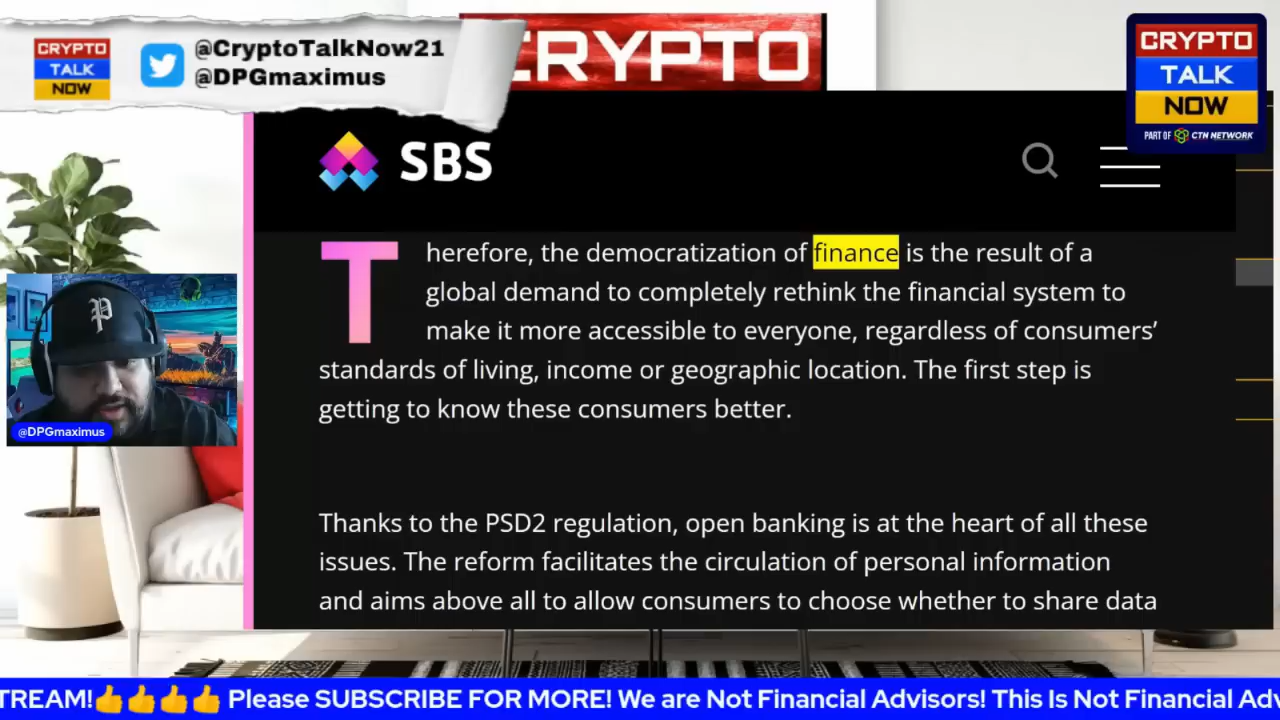 CRYPTO
TALK
NOW
@CryptoTalkNow21
@DPGmaximus
CRYPTO
CRYPTO
TALK
NOW
PART OF CTN NETWORK
SBS
Therefore, the democratization of finance is the result of a
global demand to completely rethink the financial system to
make it more accessible to everyone, regardless of consumers’
standards of living, income or geographic location. The first step is
getting to know these consumers better.
P
@DPGmaximus
Thanks to the PSD2 regulation, open banking is at the heart of all these
issues. The reform facilitates the circulation of personal information
and aims above all to allow consumers to choose whether to share data
TREAM!👍👍👍👍 Please SUBSCRIBE FOR MORE! We are Not Financial Advisors! This Is Not Financial Adv